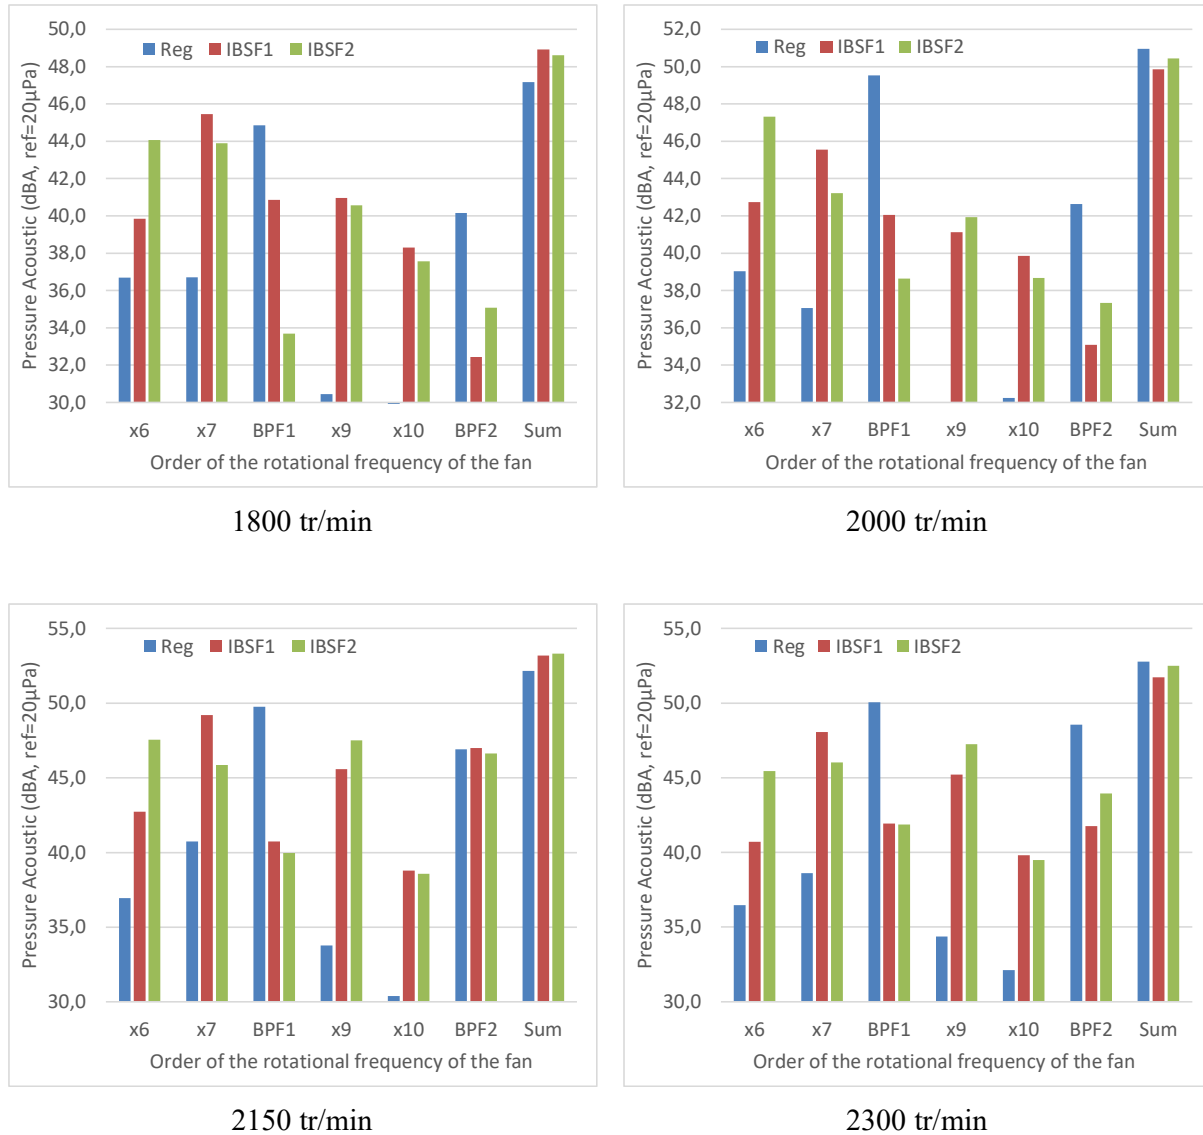 50,0
48,0
46,0
44,0
42,0
40,0
38,0
36,0
34,0
32,0
30,0
Pressure Acoustic (dBA, ref=20µPa)
Reg IBSF1 IBSF2
x6 x7 BPF1 x9 x10 BPF2 Sum
Order of the rotational frequency of the fan
1800 tr/min
52,0
50,0
48,0
46,0
44,0
42,0
40,0
38,0
36,0
34,0
32,0
Pressure Acoustic (dBA, ref=20µPa)
Reg IBSF1 IBSF2
x6 x7 BPF1 x9 x10 BPF2 Sum
Order of the rotational frequency of the fan
2000 tr/min
55,0
50,0
45,0
40,0
35,0
30,0
Pressure Acoustic (dBA, ref=20µPa)
Reg IBSF1 IBSF2
x6 x7 BPF1 x9 x10 BPF2 Sum
Order of the rotational frequency of the fan
2150 tr/min
55,0
50,0
45,0
40,0
35,0
30,0
Pressure Acoustic (dBA, ref=20µPa)
Reg IBSF1 IBSF2
x6 x7 BPF1 x9 x10 BPF2 Sum
Order of the rotational frequency of the fan
2300 tr/min